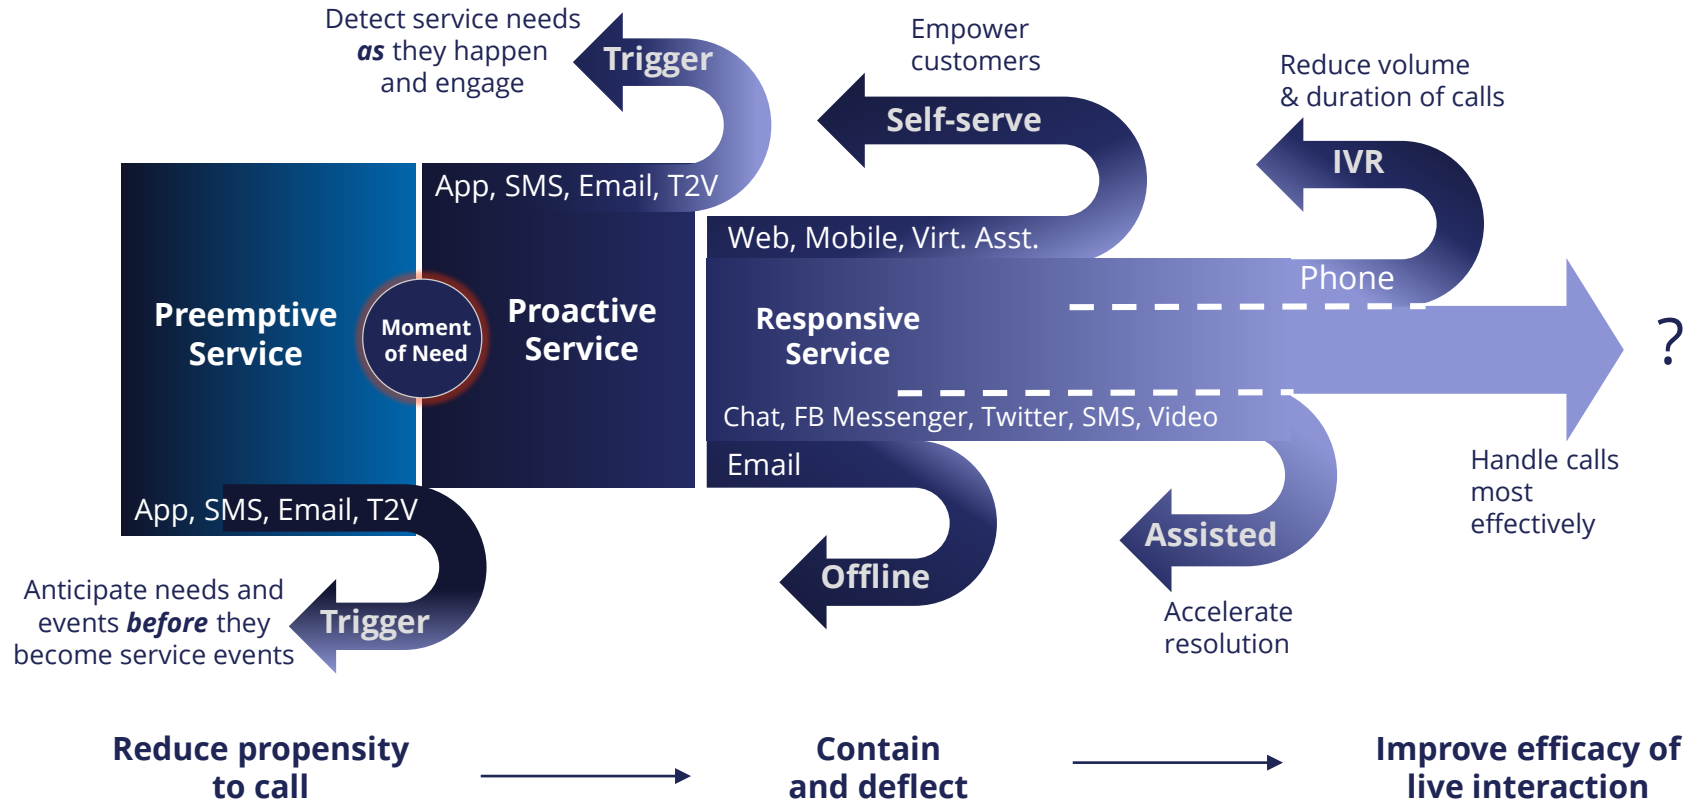 Detect service needs
as they happen
and engage
Trigger
Empower
customers
Self-serve
Reduce volume
& duration of calls
IVR
App, SMS, Email, T2V
Web, Mobile, Virt. Asst.
Phone
Preemptive
Service
Moment
of Need
Proactive
Service
Responsive
Service
?
Chat, FB Messenger, Twitter, SMS, Video
Email
Handle calls
most
effectively
App, SMS, Email, T2V
Assisted
Offline
Anticipate needs and
events before they
become service events
Trigger
Accelerate
resolution
Reduce propensity
to call
Contain
and deflect
Improve efficacy of
live interaction